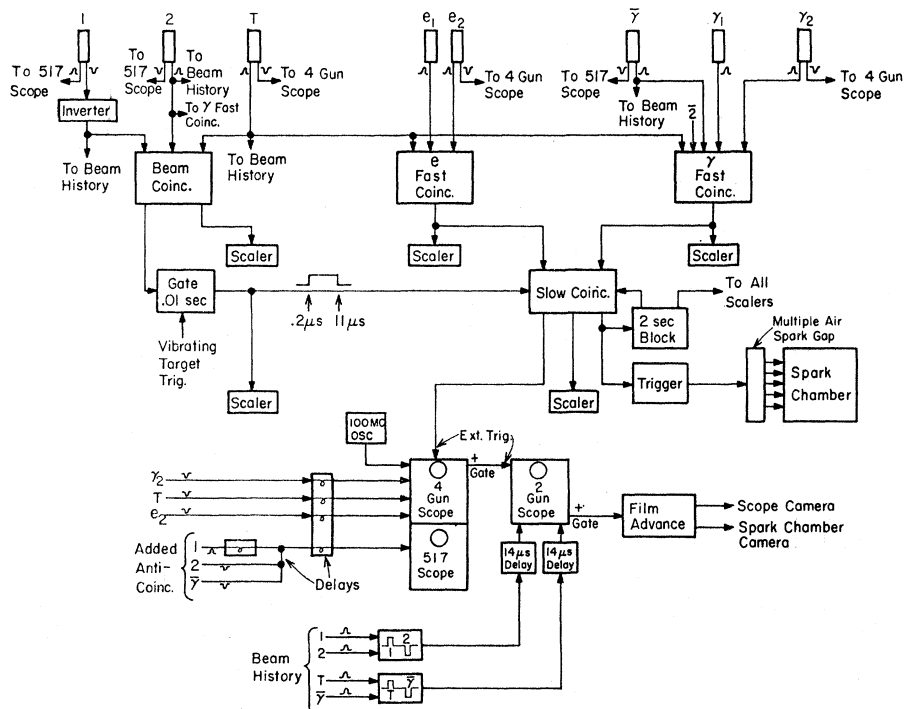 1 2 T e1 e2 γ̅ γ1 γ2
To 517
Scope
To
517
Scope
To
Beam
History
To γ Fast
Coinc.
To 4 Gun
Scope
To 4 Gun
Scope
To 517
Scope
To Beam
History
2̅
To 4 Gun
Scope
Inverter
To Beam
History
Beam
Coinc.
To Beam
History
e
Fast
Coinc.
γ
Fast
Coinc.
Scaler
Scaler
Scaler
Gate
.01 sec
.2μs
11μs
Vibrating
Target
Trig.
Slow Coinc.
To All
Scalers
2 sec
Block
Multiple Air
Spark Gap
Trigger
Spark
Chamber
Scaler
Scaler
100MC
OSC
Ext. Trig.
+
Gate
γ2
T
e2
4
Gun
Scope
2
Gun
Scope
+
Gate
Film
Advance
Scope Camera
Spark Chamber
Camera
Added
Anti-
Coinc.
1
2
γ̅
Delays
517
Scope
14μs
Delay
14μs
Delay
Beam
History
1
2
1 2
T
γ̅
T γ̅